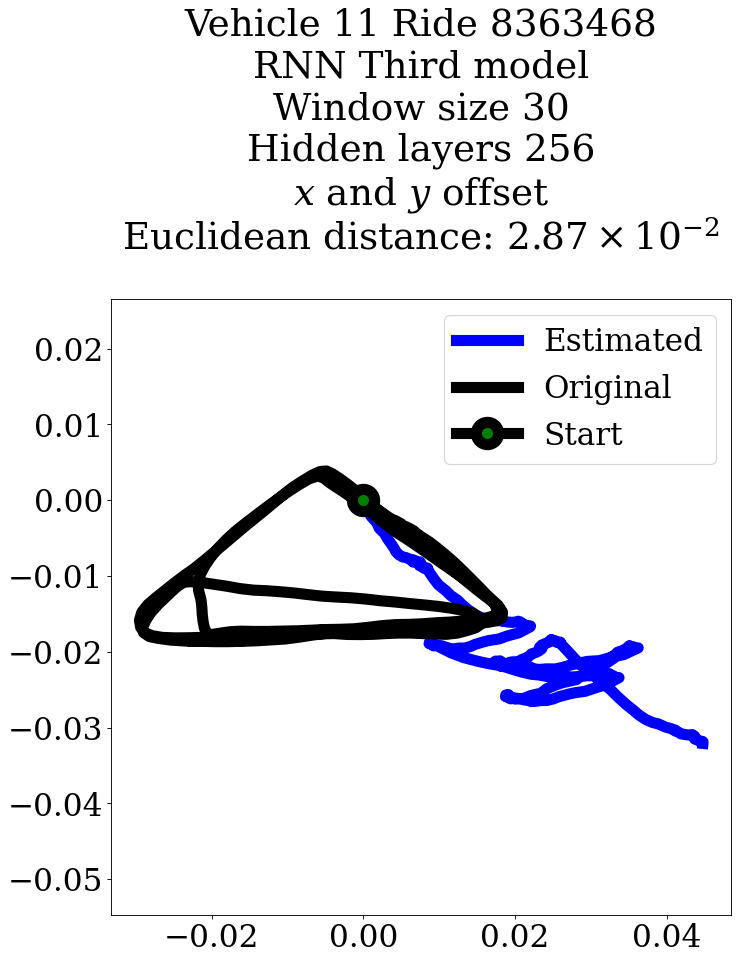 Vehicle 11 Ride 8363468
RNN Third model
Window size 30
Hidden layers 256
x and y offset
Euclidean distance: 2.87 × 10⁻²
Estimated
Original
Start
0.02
0.01
0.00
−0.01
−0.02
−0.03
−0.04
−0.05
−0.02 0.00 0.02 0.04